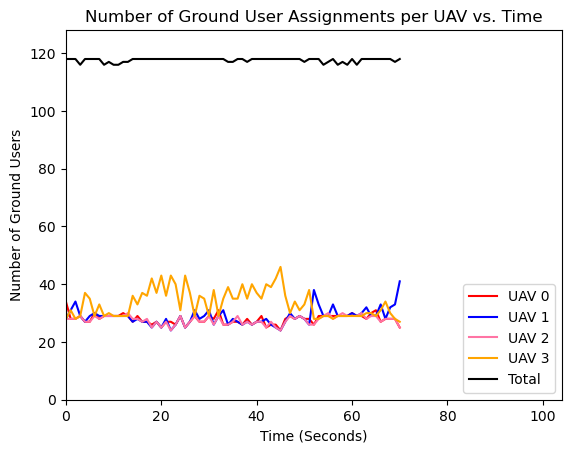 Number of Ground User Assignments per UAV vs. Time
Number of Ground Users
120
100
80
60
40
20
0
0 20 40 60 80 100
Time (Seconds)
UAV 0
UAV 1
UAV 2
UAV 3
Total